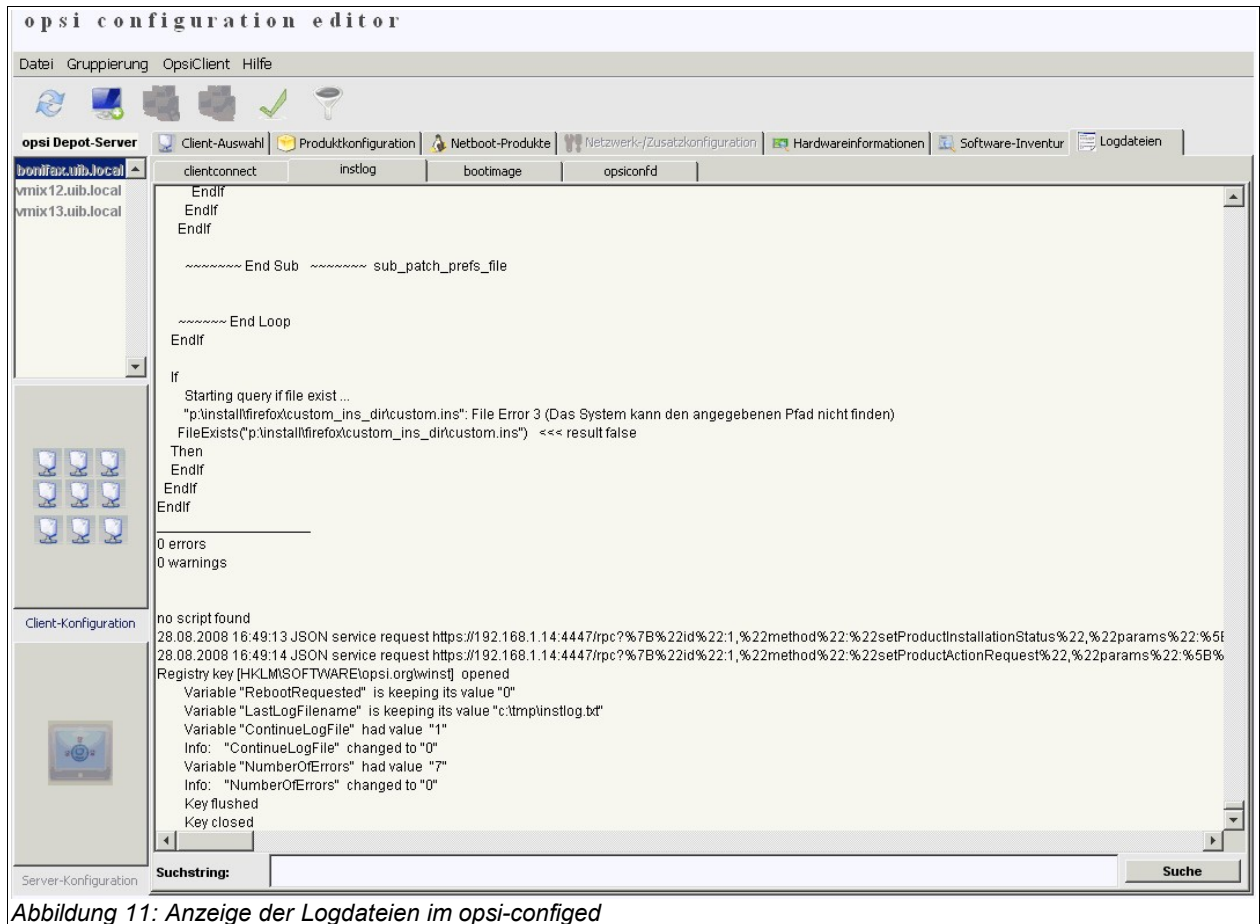 opsi configuration editor
Datei Gruppierung OpsiClient Hilfe
opsi Depot-Server
Client-Auswahl
Produktkonfiguration
Netboot-Produkte
Netzwerk-/Zusatzkonfiguration
Hardwareinformationen
Software-Inventur
Logdateien
bonifax.uib.local
vmix12.uib.local
vmix13.uib.local
clientconnect
instlog
bootimage
opsiconfd
EndIf
EndIf
EndIf
~~~~~~~ End Sub ~~~~~~~ sub_patch_prefs_file
~~~~~~ End Loop
EndIf
If
Starting query if file exist ...
"p:\install\firefox\custom_ins_dir\custom.ins": File Error 3 (Das System kann den angegebenen Pfad nicht finden)
FileExists("p:\install\firefox\custom_ins_dir\custom.ins") <<< result false
Then
EndIf
EndIf
EndIf
0 errors
0 warnings
no script found
28.08.2008 16:49:13 JSON service request https://192.168.1.14:4447/rpc?%7B%22id%22:1,%22method%22:%22setProductInstallationStatus%22,%22params%22:%5
28.08.2008 16:49:14 JSON service request https://192.168.1.14:4447/rpc?%7B%22id%22:1,%22method%22:%22setProductActionRequest%22,%22params%22:%5B%
Registry key [HKLM\SOFTWARE\opsi.org\winst] opened
Variable "RebootRequested" is keeping its value "0"
Variable "LastLogFilename" is keeping its value "c:\tmp\instlog.txt"
Variable "ContinueLogFile" had value "1"
Info: "ContinueLogFile" changed to "0"
Variable "NumberOfErrors" had value "7"
Info: "NumberOfErrors" changed to "0"
Key flushed
Key closed
Client-Konfiguration
Server-Konfiguration
Suchstring:
Suche
Abbildung 11: Anzeige der Logdateien im opsi-configed